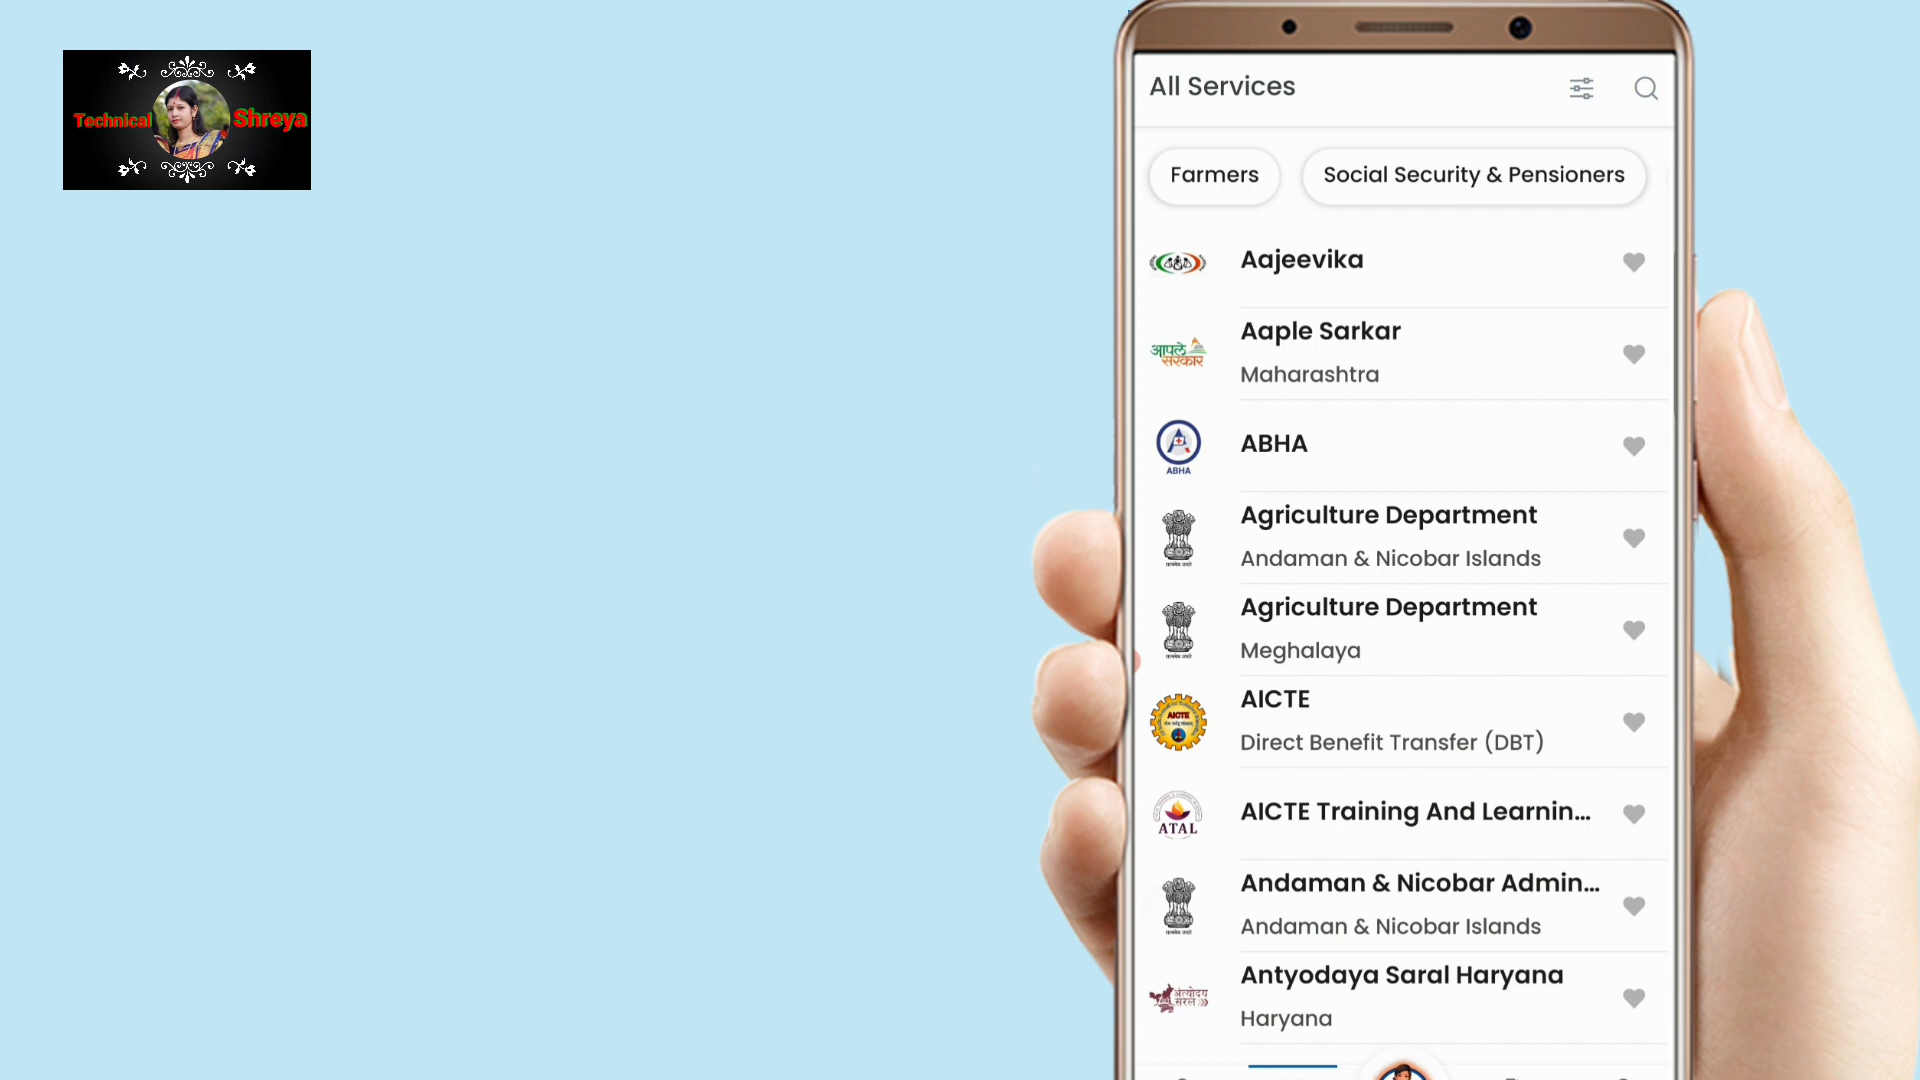 Technical Shreya
All Services
Farmers
Social Security & Pensioners
Aajeevika
आपले
सरकार
Aaple Sarkar
Maharashtra
ABHA
ABHA
Agriculture Department
Andaman & Nicobar Islands
Agriculture Department
Meghalaya
AICTE
AICTE
Direct Benefit Transfer (DBT)
ATAL
AICTE Training And Learnin...
Andaman & Nicobar Admin...
Andaman & Nicobar Islands
अंत्योदय
सरल
Antyodaya Saral Haryana
Haryana